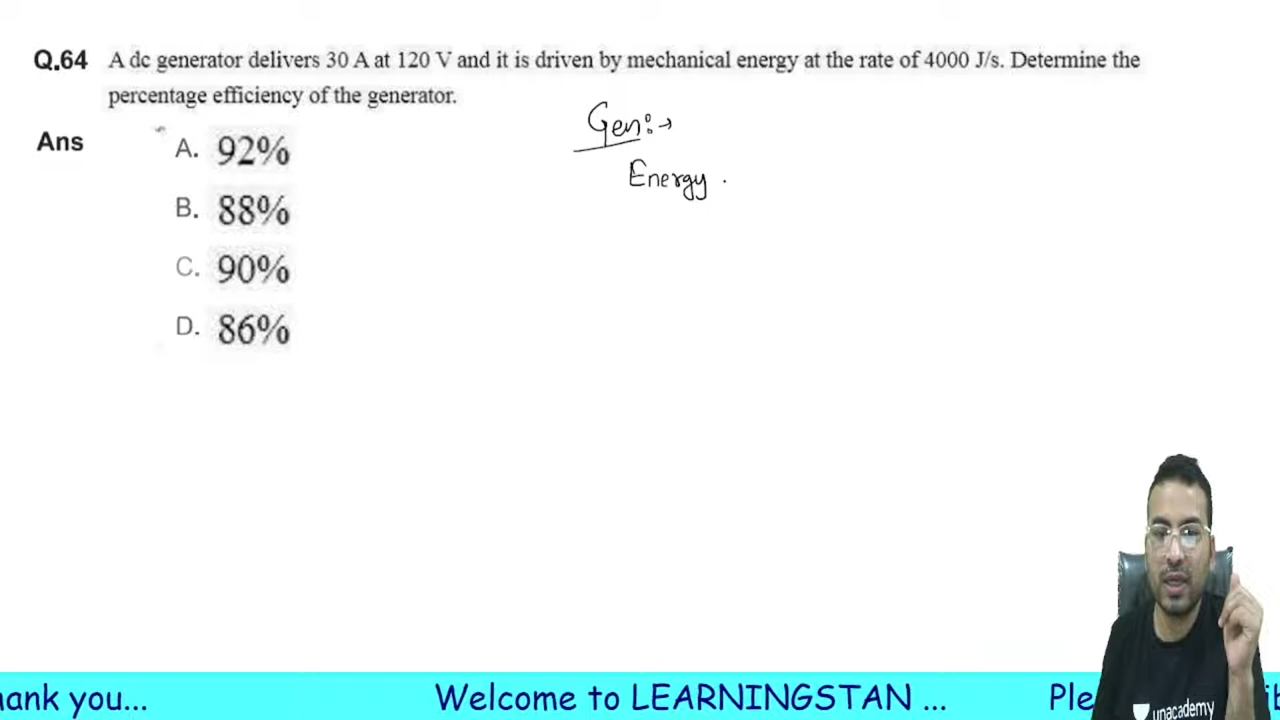 Q.64 A dc generator delivers 30 A at 120 V and it is driven by mechanical energy at the rate of 4000 J/s. Determine the
percentage efficiency of the generator.
Gen:→
Energy .
Ans A. 92%
B. 88%
C. 90%
D. 86%
unacademy
hank you... Welcome to LEARNINGSTAN ... Ple